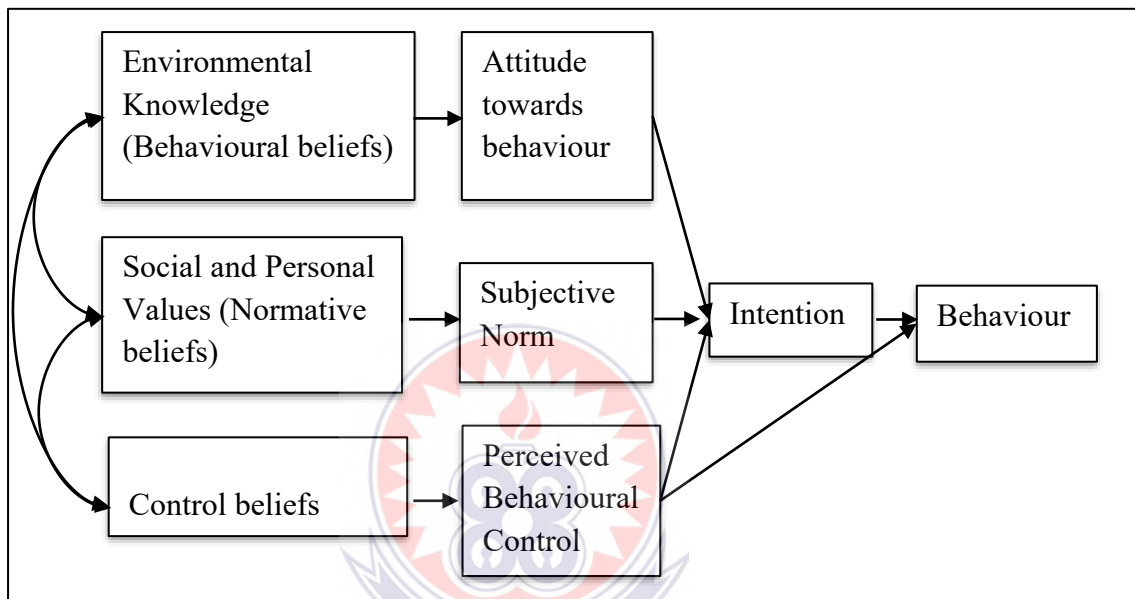 Environmental
Knowledge
(Behavioural beliefs)
Attitude
towards
behaviour
Social and Personal
Values (Normative
beliefs)
Subjective
Norm
Intention
Behaviour
Control beliefs
Perceived
Behavioural
Control